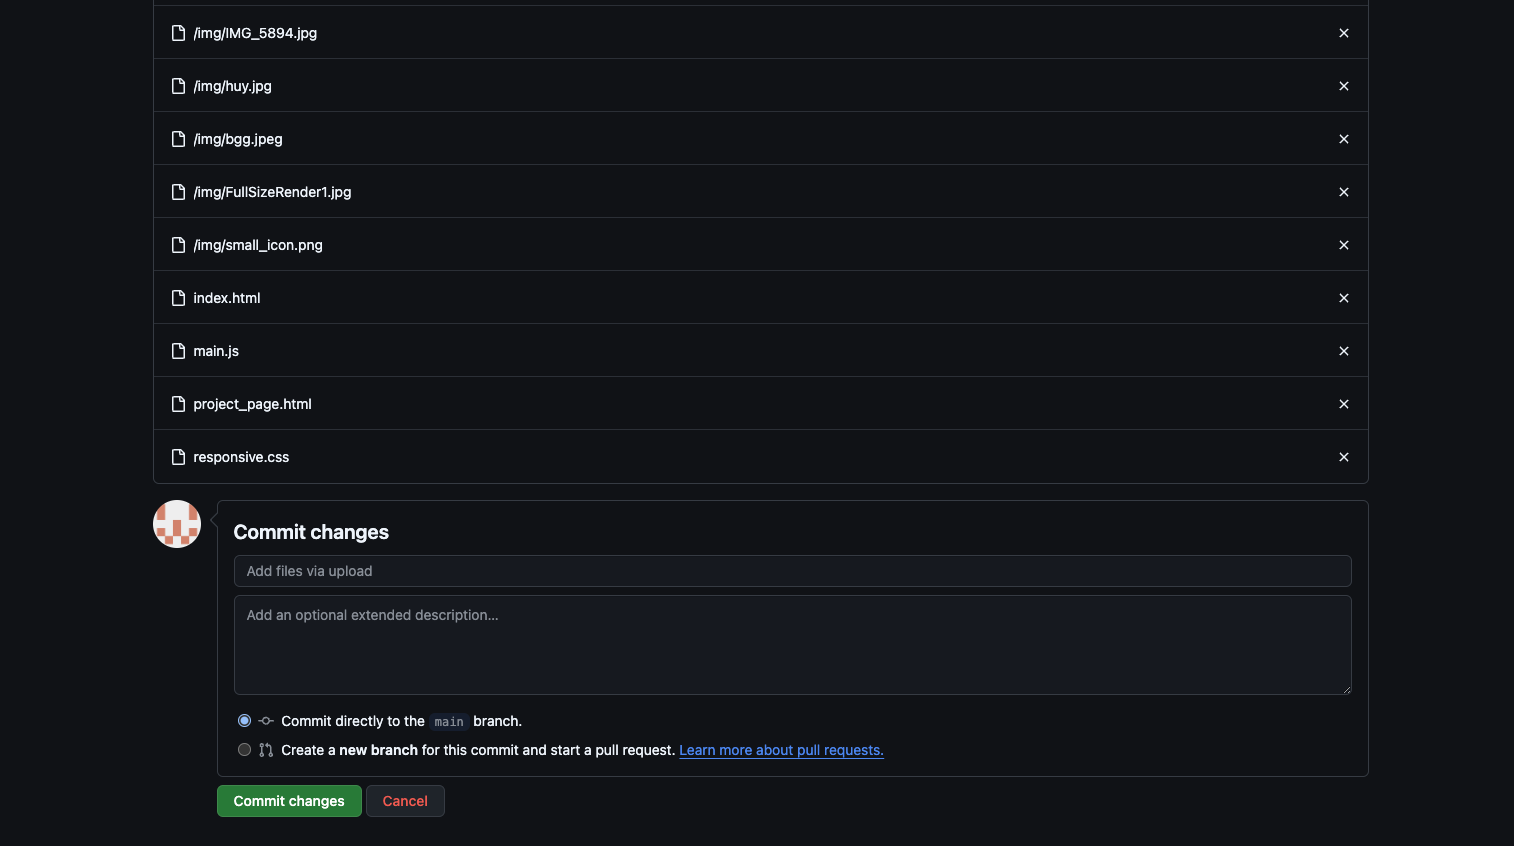 /img/IMG_5894.jpg
/img/huy.jpg
/img/bgg.jpeg
/img/FullSizeRender1.jpg
/img/small_icon.png
index.html
main.js
project_page.html
responsive.css
Commit changes
Add files via upload
Add an optional extended description...
Commit directly to the main branch.
Create a new branch for this commit and start a pull request. Learn more about pull requests.
Commit changes Cancel